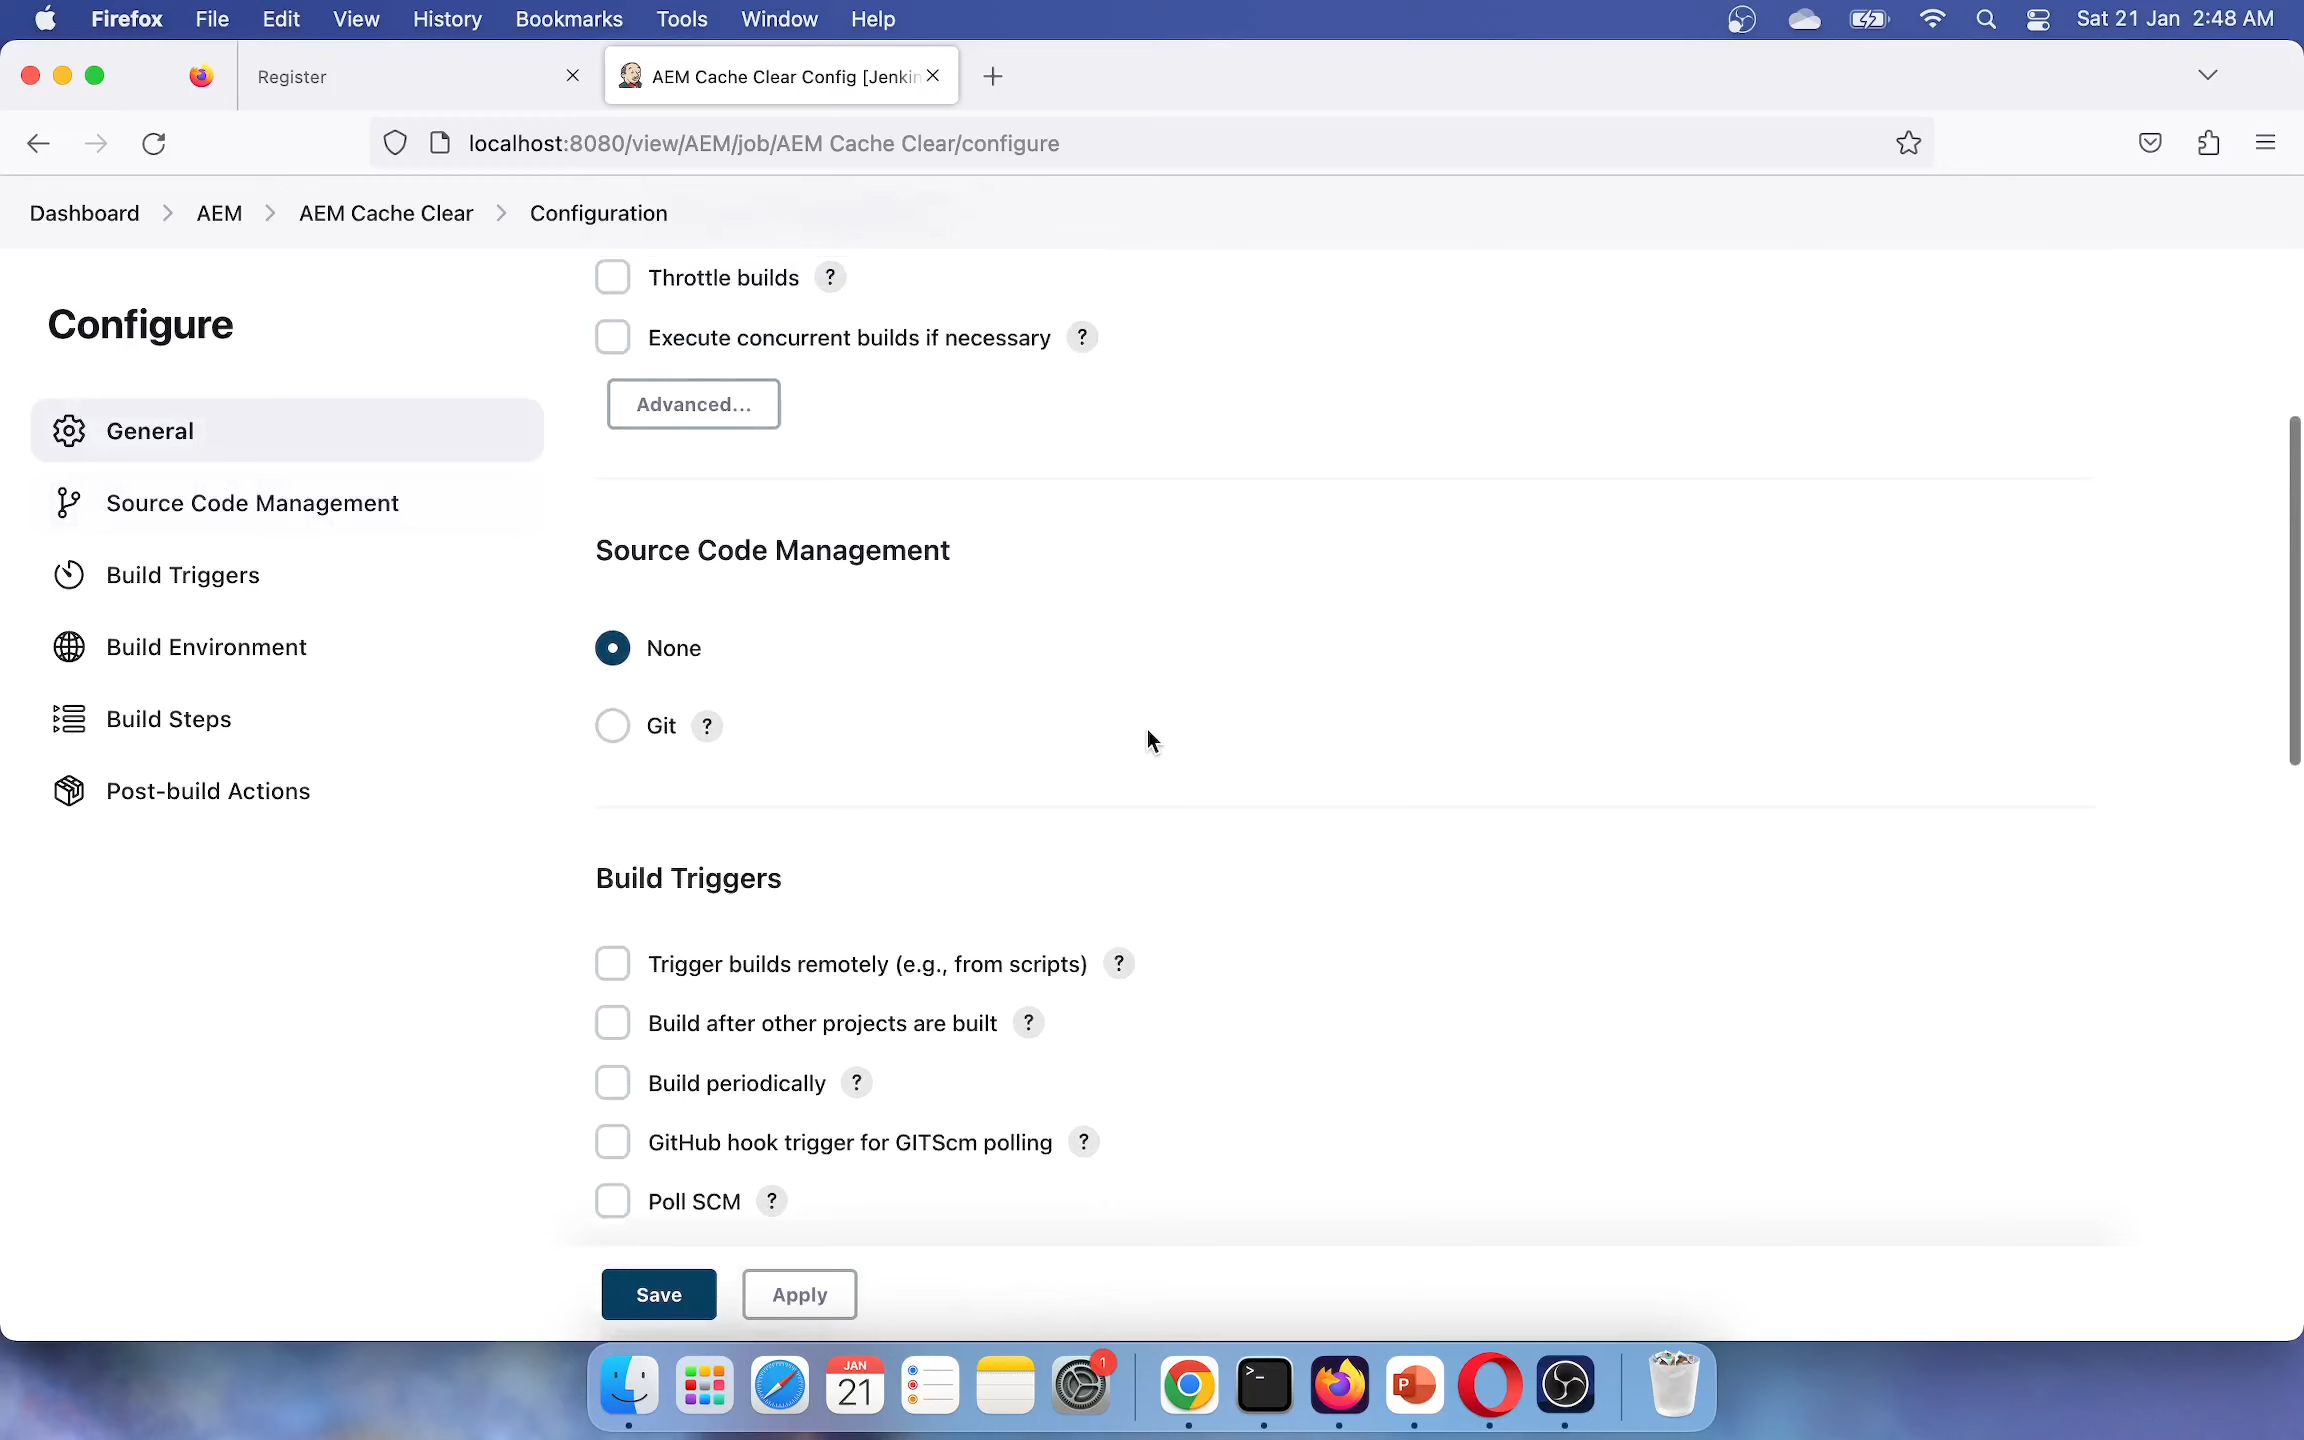 Firefox File Edit View History Bookmarks Tools Window Help Sat 21 Jan 2:48 AM
Register AEM Cache Clear Config [Jenkin
localhost:8080/view/AEM/job/AEM Cache Clear/configure
Dashboard AEM AEM Cache Clear Configuration
Configure
General
Source Code Management
Build Triggers
Build Environment
Build Steps
Post-build Actions
Throttle builds ?
Execute concurrent builds if necessary ?
Advanced...
Source Code Management
None
Git ?
Build Triggers
Trigger builds remotely (e.g., from scripts) ?
Build after other projects are built ?
Build periodically ?
GitHub hook trigger for GITScm polling ?
Poll SCM ?
Save Apply
JAN
21
1
>_
P